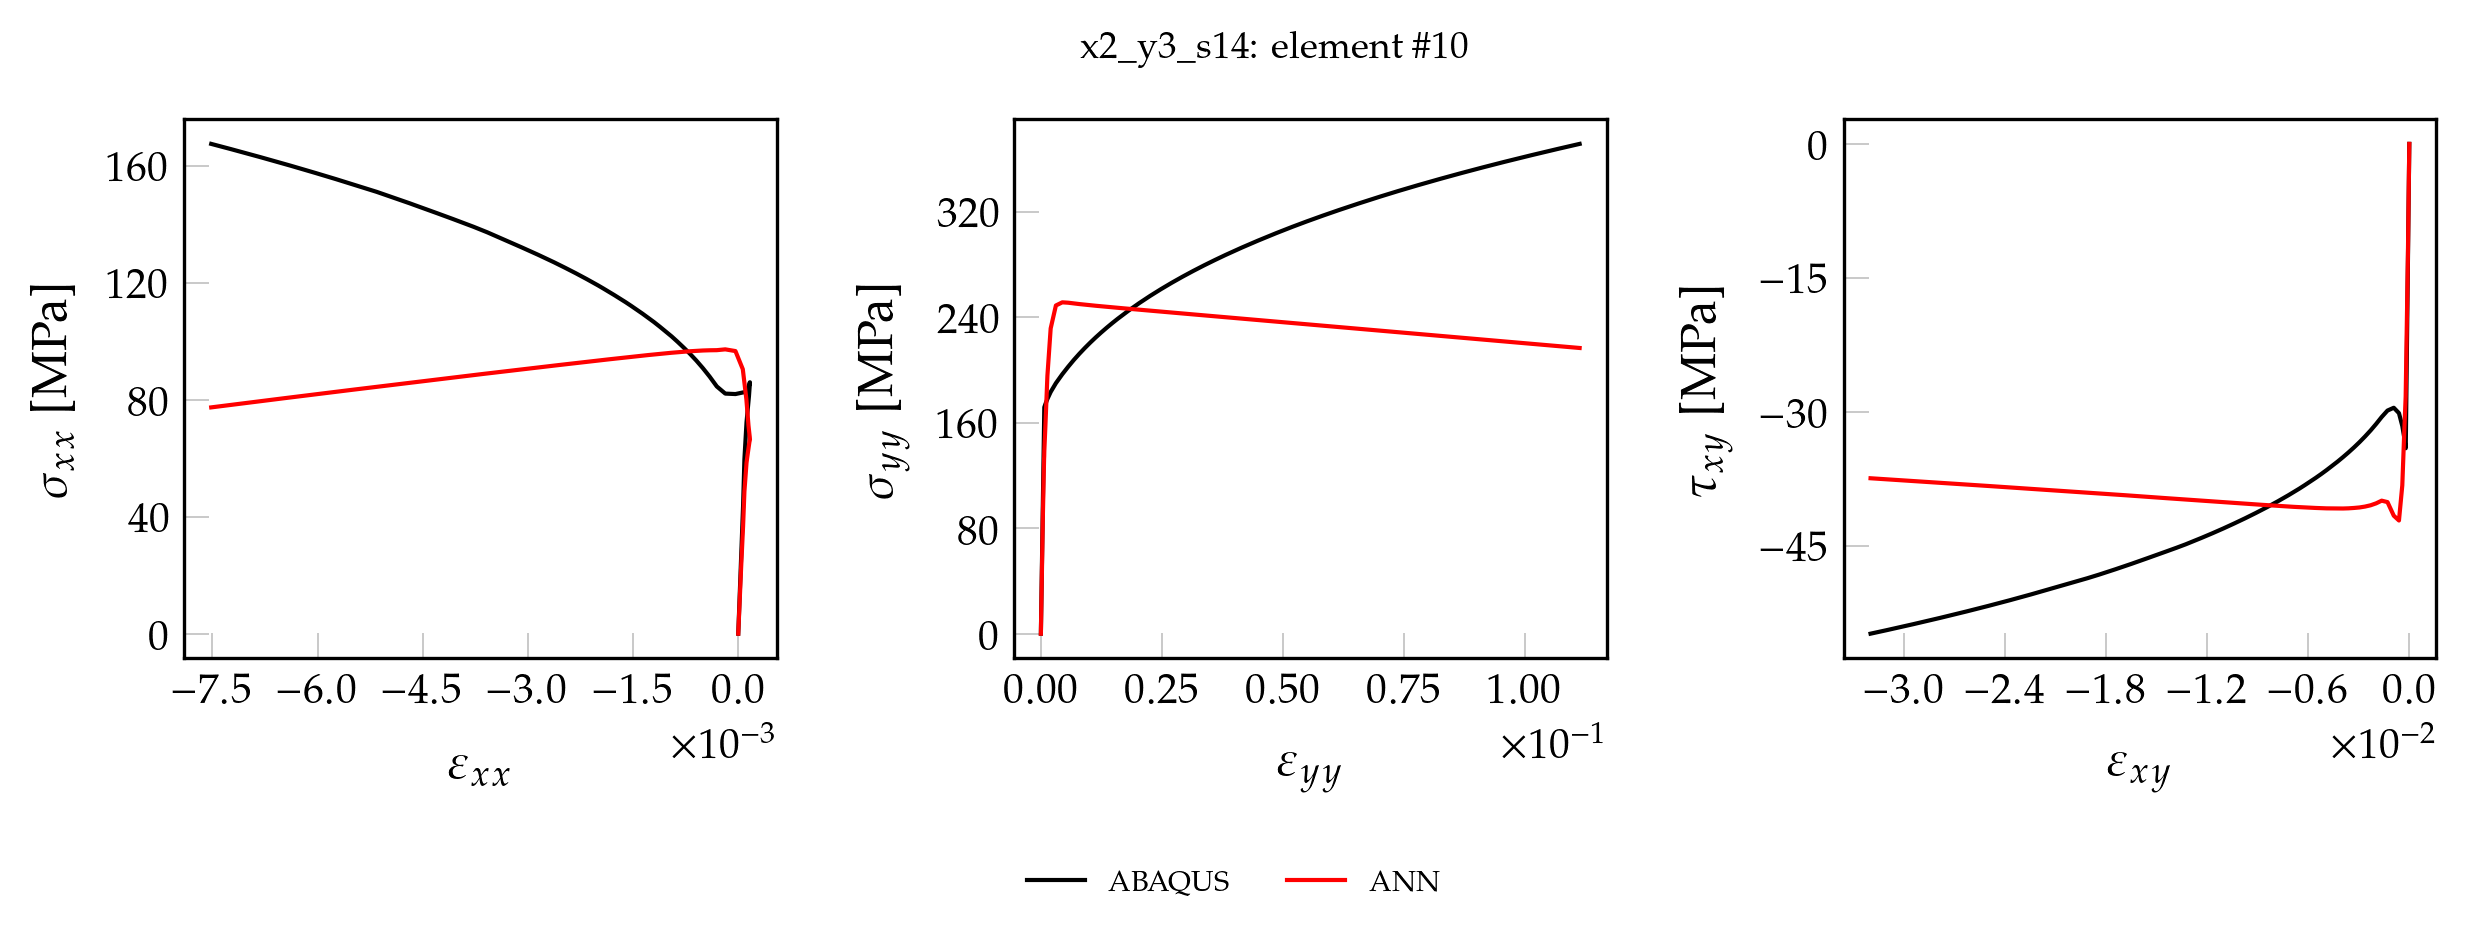 x2_y3_s14: element #10
σxx [MPa]
160
120
80
40
0
−7.5 −6.0 −4.5 −3.0 −1.5 0.0
×10−3
εxx
σyy [MPa]
320
240
160
80
0
0.00 0.25 0.50 0.75 1.00
×10−1
εyy
τxy [MPa]
0
−15
−30
−45
−3.0 −2.4 −1.8 −1.2 −0.6 0.0
×10−2
εxy
ABAQUS ANN